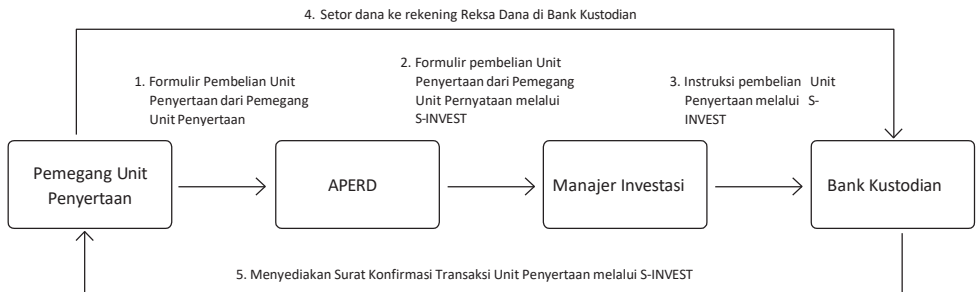 4. Setor dana ke rekening Reksa Dana di Bank Kustodian
1. Formulir Pembelian Unit
Penyertaan dari Pemegang
Unit Penyertaan
2. Formulir pembelian Unit
Penyertaan dari Pemegang
Unit Pernyataan melalui
S-INVEST
3. Instruksi pembelian Unit
Penyertaan melalui S-
INVEST
Pemegang Unit
Penyertaan
APERD
Manajer Investasi
Bank Kustodian
5. Menyediakan Surat Konfirmasi Transaksi Unit Penyertaan melalui S-INVEST